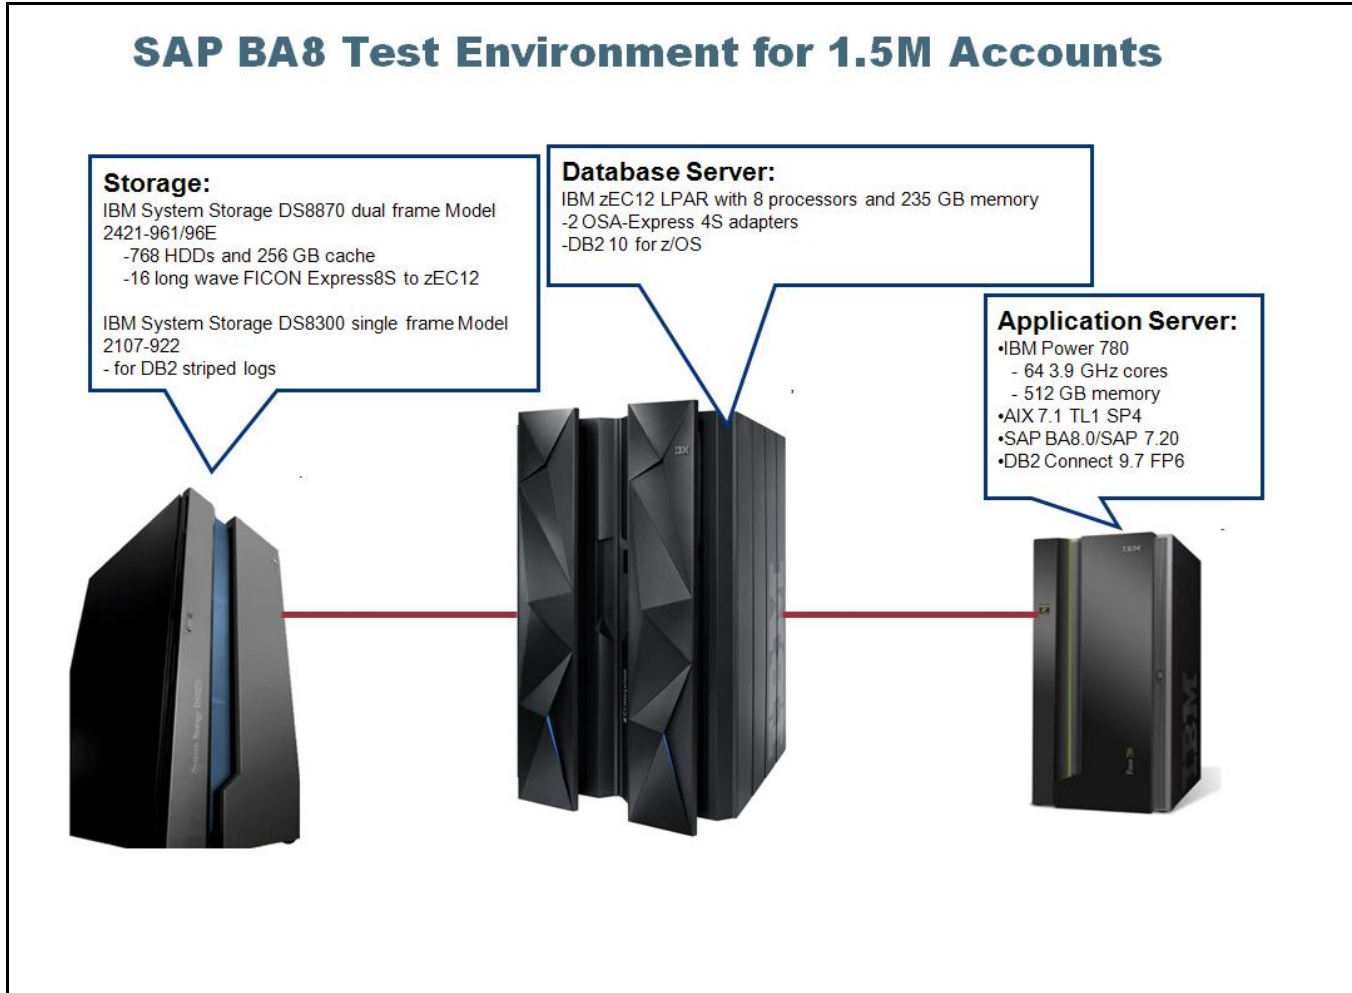 SAP BA8 Test Environment for 1.5M Accounts
Storage:
IBM System Storage DS8870 dual frame Model
2421-961/96E
-768 HDDs and 256 GB cache
-16 long wave FICON Express8S to zEC12
IBM System Storage DS8300 single frame Model
2107-922
- for DB2 striped logs
Database Server:
IBM zEC12 LPAR with 8 processors and 235 GB memory
-2 OSA-Express 4S adapters
-DB2 10 for z/OS
Application Server:
•IBM Power 780
- 64 3.9 GHz cores
- 512 GB memory
•AIX 7.1 TL1 SP4
•SAP BA8.0/SAP 7.20
•DB2 Connect 9.7 FP6
System Storage
IBM
IBM
IBM